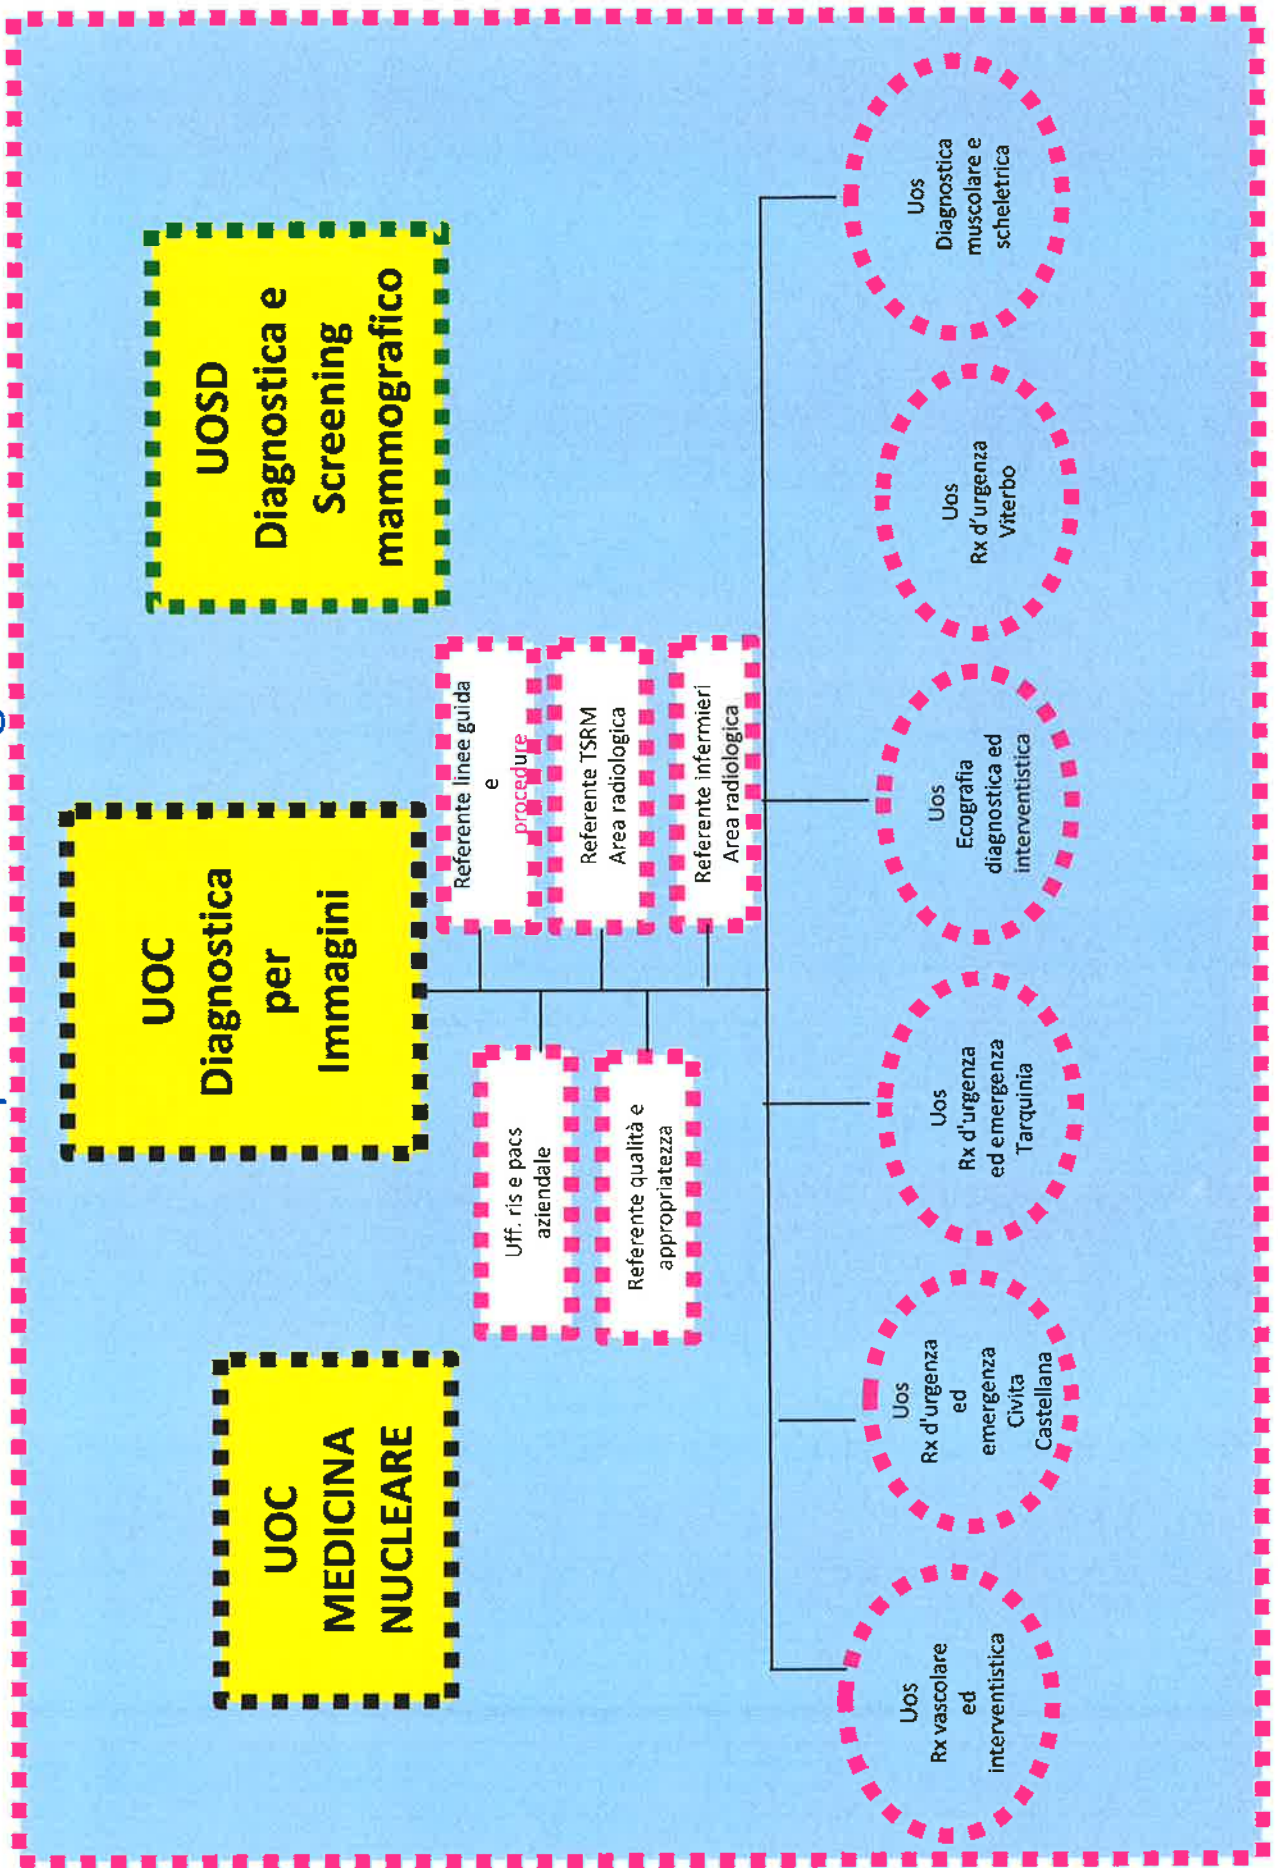 UOC
Diagnostica
per
Immagini
UOC
MEDICINA
NUCLEARE
UOSD
Diagnostica e
Screening
mammografico
Uff. ris e pacs
aziendale
Referente qualità e
appropriatezza
Referente linee guida
e
procedure
Referente TSRM
Area radiologica
Referente infermieri
Area radiologica
Uos
Rx vascolare
ed
interventistica
Uos
Rx d'urgenza
ed
emergenza
Civita
Castellana
Uos
Rx d'urgenza
ed emergenza
Tarquinia
Uos
Ecografia
diagnostica ed
interventistica
Uos
Rx d'urgenza
Viterbo
Uos
Diagnostica
muscolare e
scheletrica